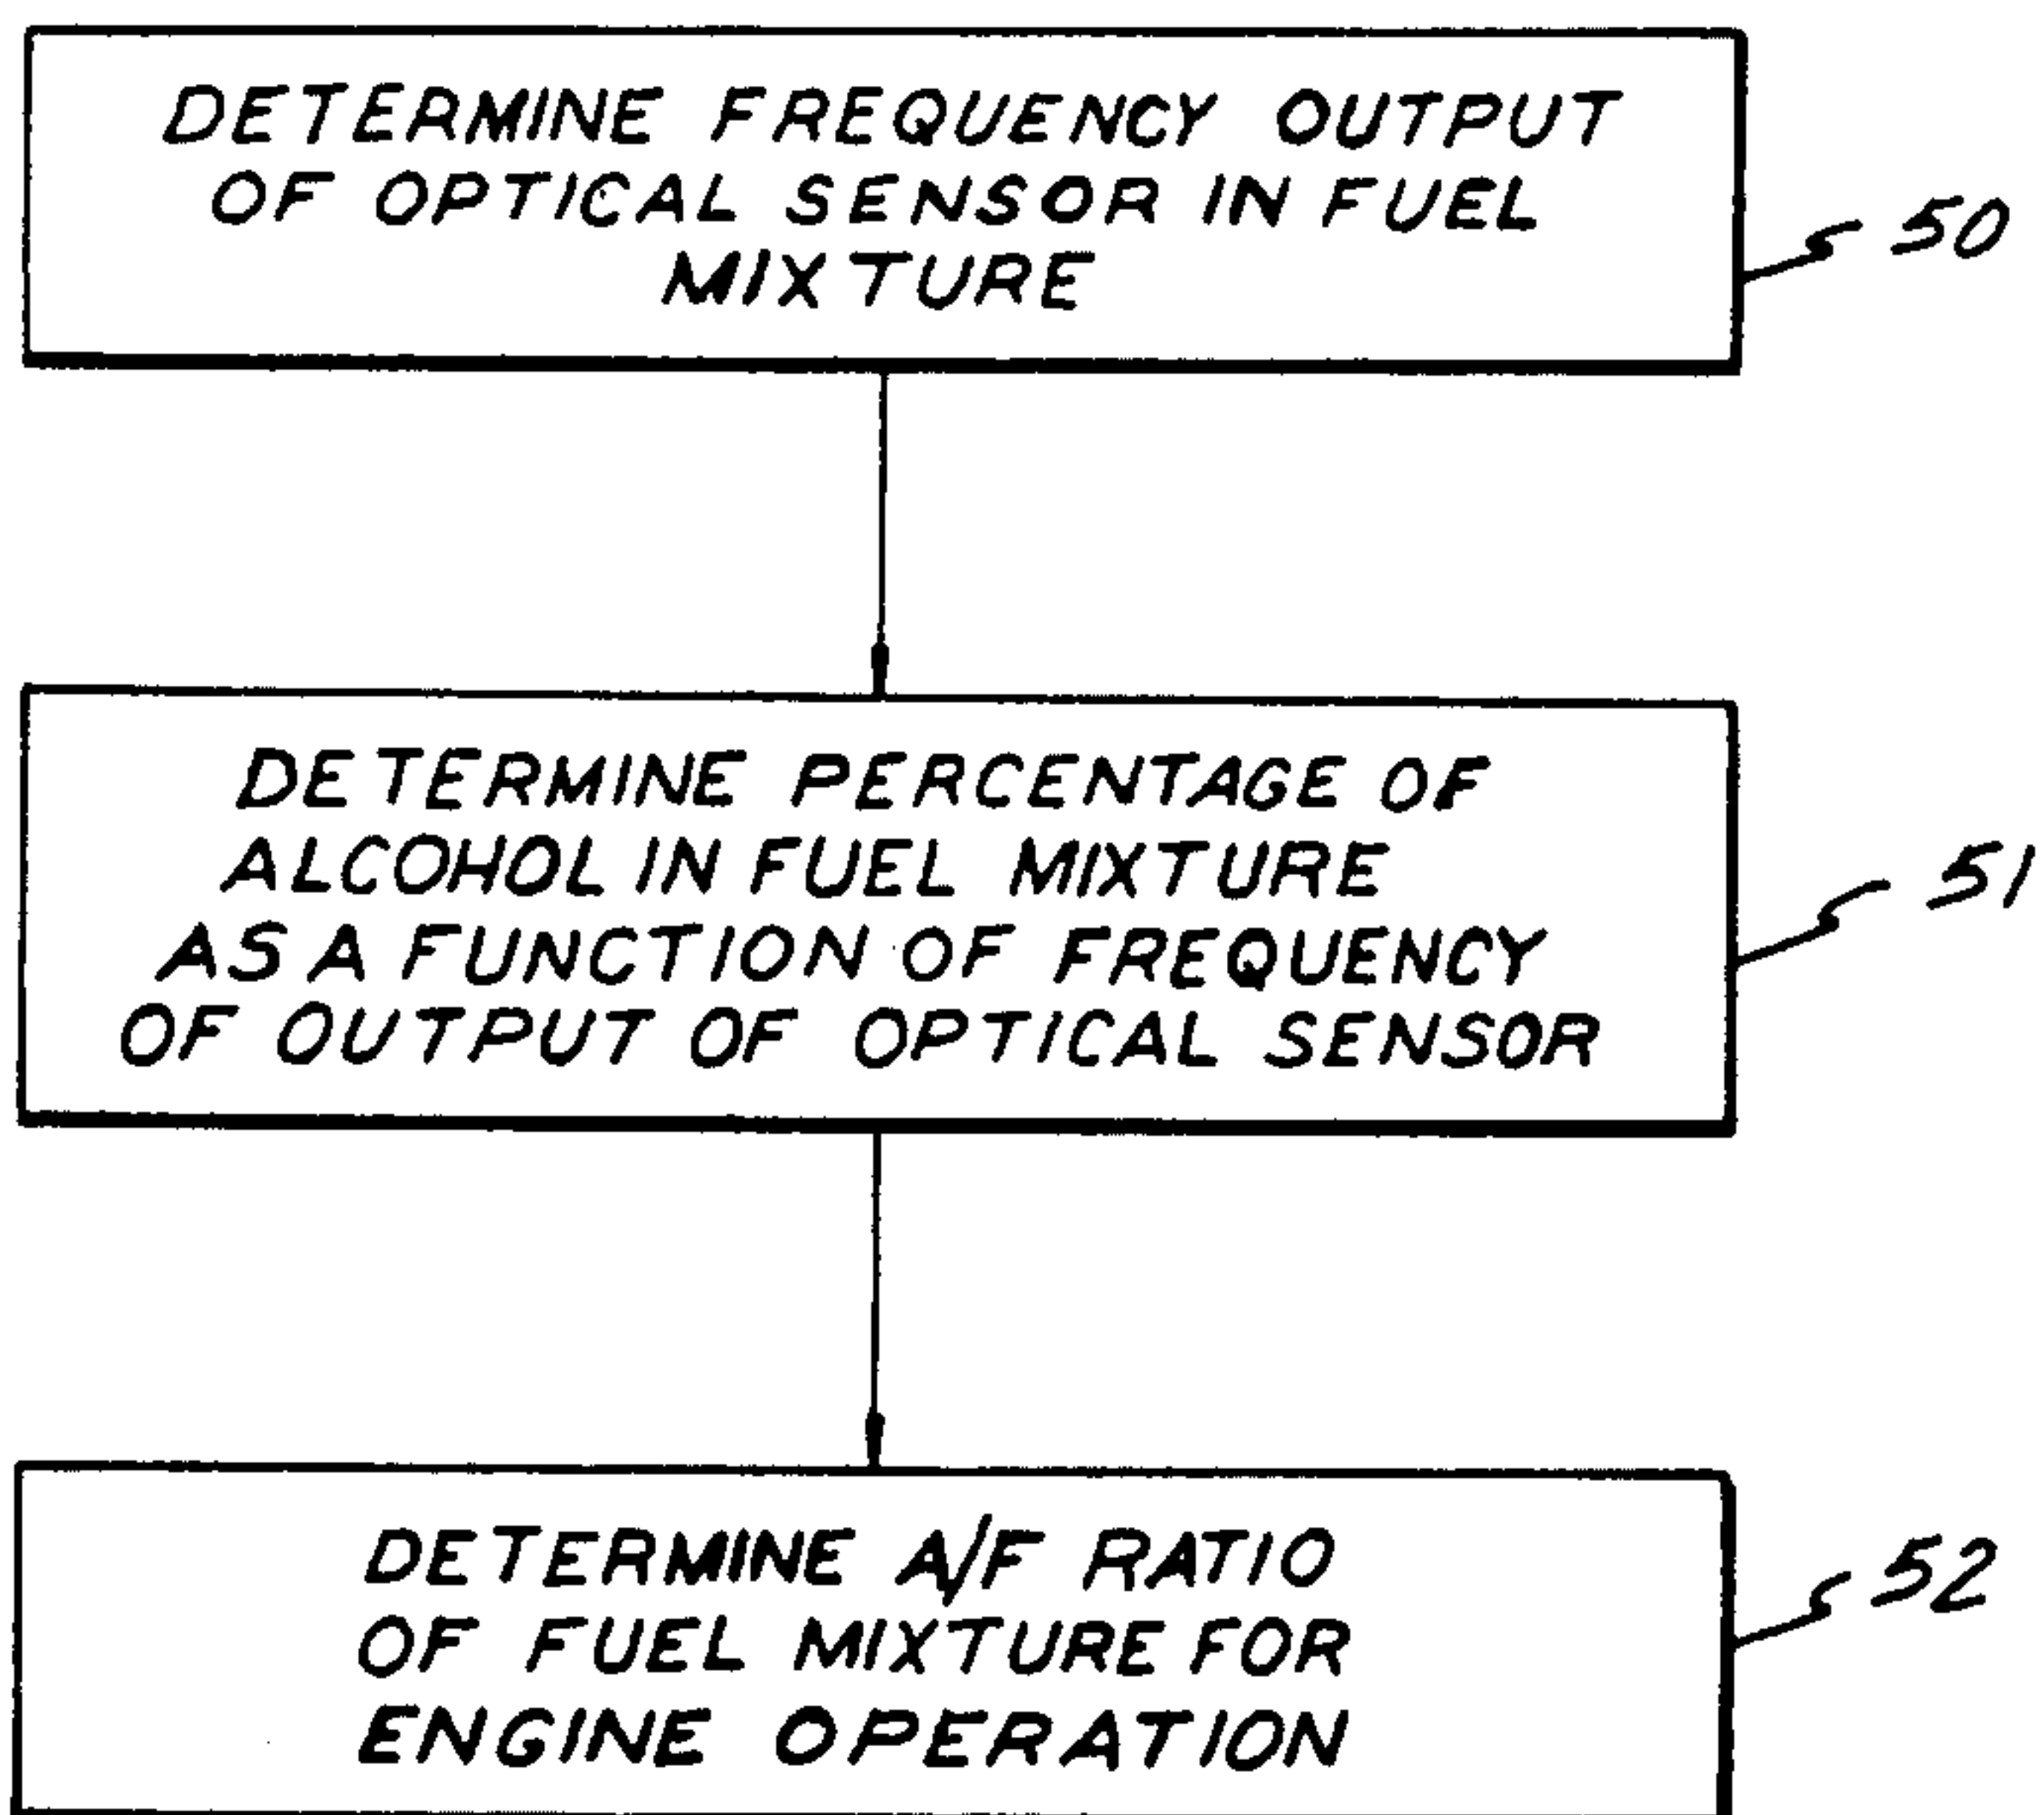 DETERMINE FREQUENCY OUTPUT
OF OPTICAL SENSOR IN FUEL
MIXTURE
50
DETERMINE PERCENTAGE OF
ALCOHOL IN FUEL MIXTURE
AS A FUNCTION OF FREQUENCY
OF OUTPUT OF OPTICAL SENSOR
51
DETERMINE A/F RATIO
OF FUEL MIXTURE FOR
ENGINE OPERATION
52